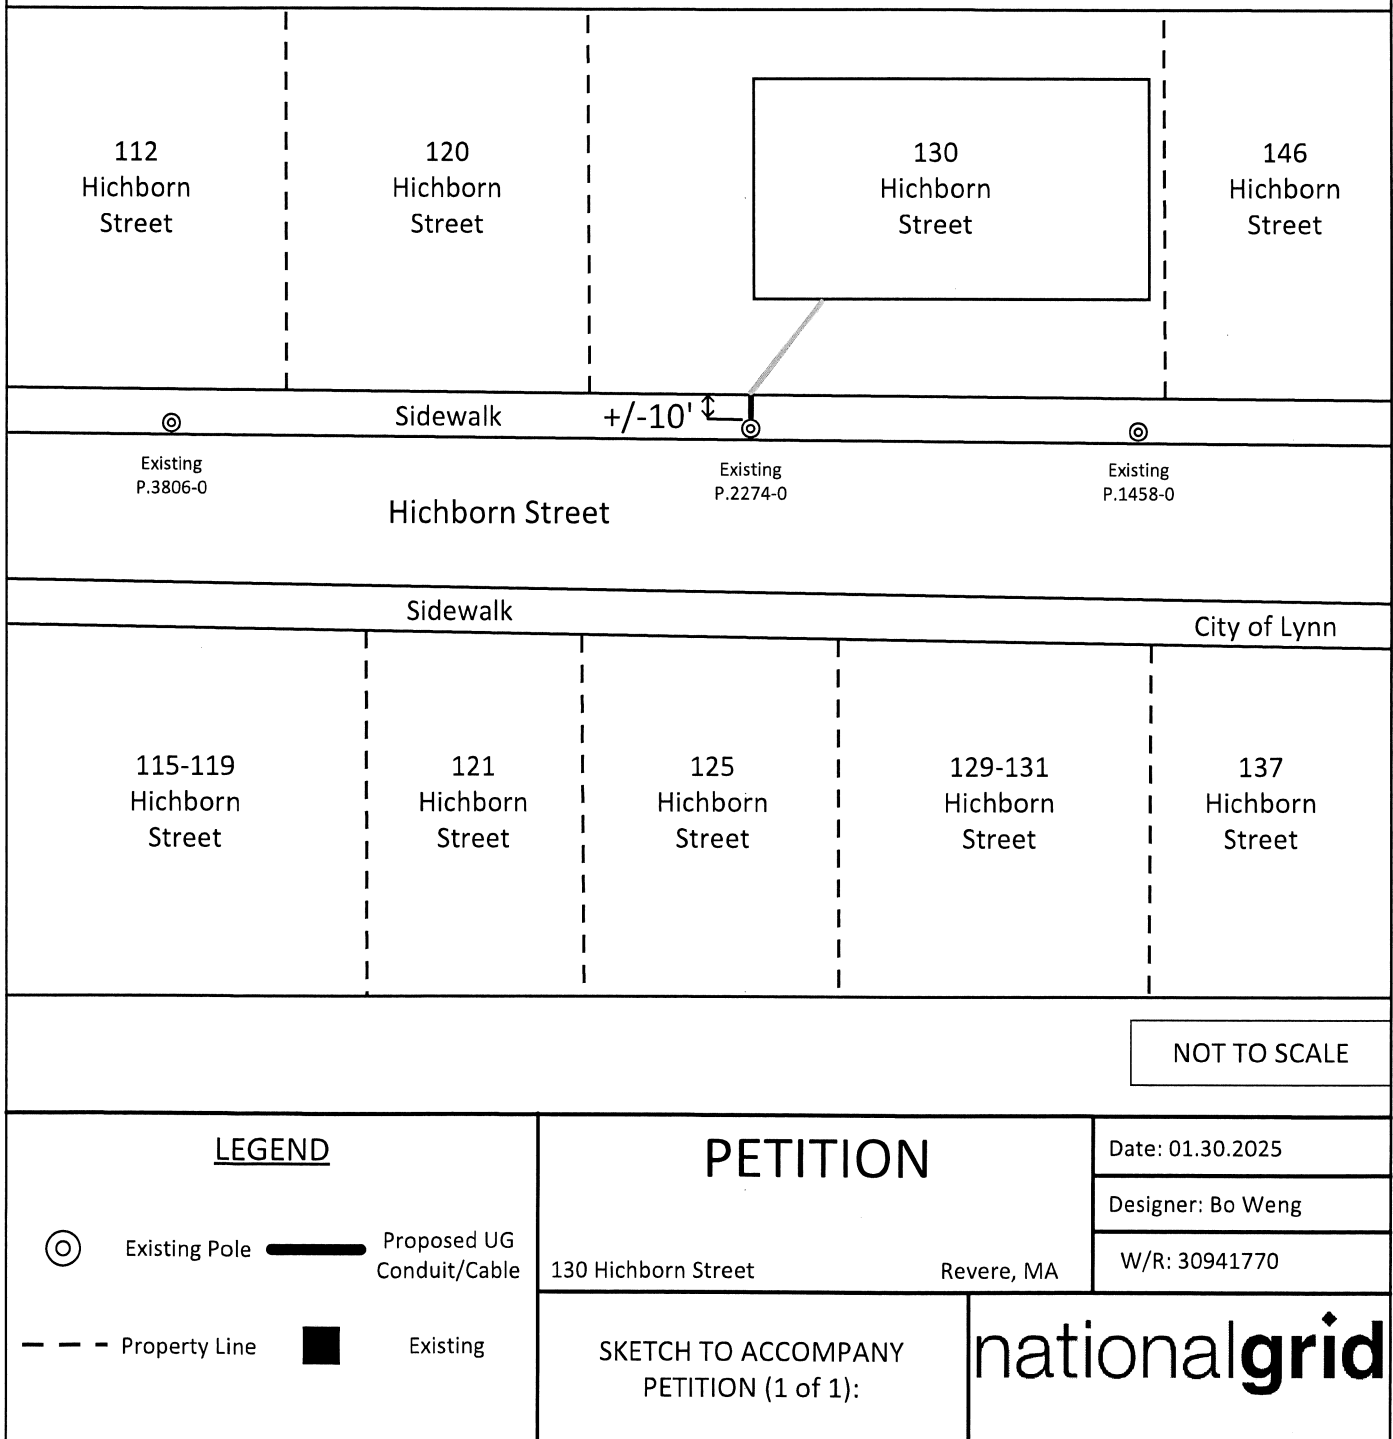 112
Hichborn
Street
120
Hichborn
Street
130
Hichborn
Street
146
Hichborn
Street
Sidewalk
+/-10'
Existing
P.3806-0
Existing
P.2274-0
Existing
P.1458-0
Hichborn Street
Sidewalk
City of Lynn
115-119
Hichborn
Street
121
Hichborn
Street
125
Hichborn
Street
129-131
Hichborn
Street
137
Hichborn
Street
NOT TO SCALE
LEGEND
Existing Pole
Proposed UG
Conduit/Cable
Property Line
Existing
PETITION
130 Hichborn Street
Revere, MA
Date: 01.30.2025
Designer: Bo Weng
W/R: 30941770
SKETCH TO ACCOMPANY
PETITION (1 of 1):
nationalgrid